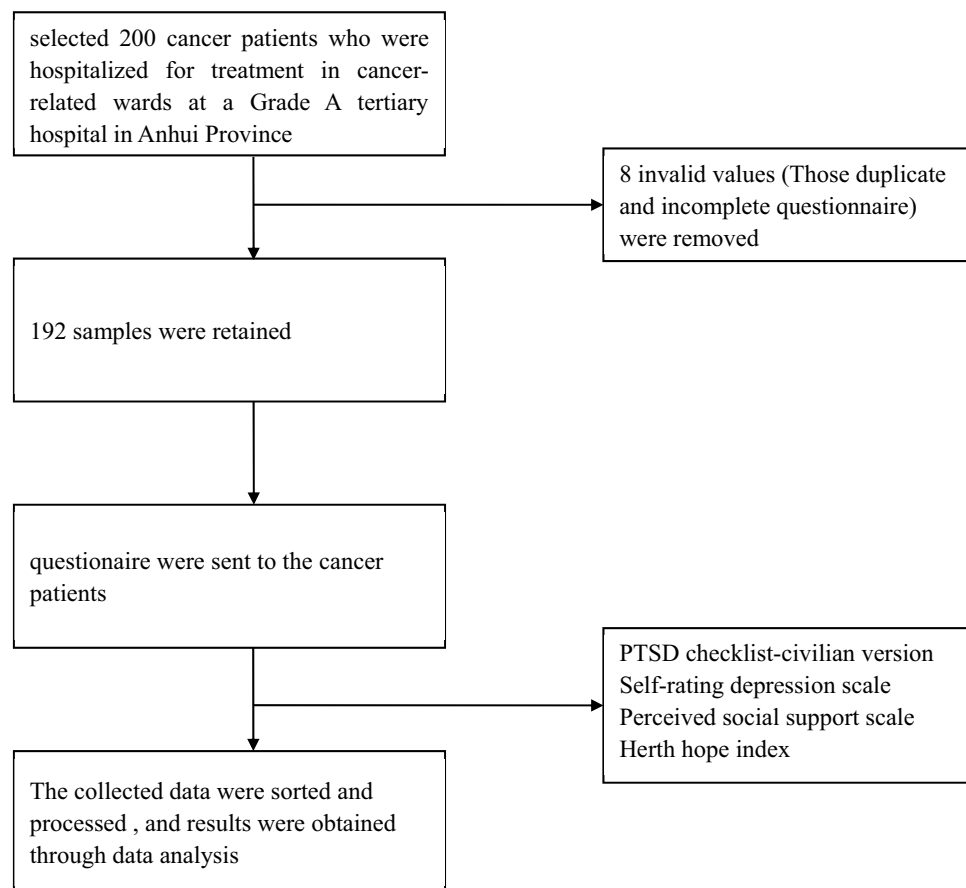 selected 200 cancer patients who were
hospitalized for treatment in cancer-
related wards at a Grade A tertiary
hospital in Anhui Province
8 invalid values (Those duplicate
and incomplete questionnaire)
were removed
192 samples were retained
questionaire were sent to the cancer
patients
PTSD checklist-civilian version
Self-rating depression scale
Perceived social support scale
Herth hope index
The collected data were sorted and
processed , and results were obtained
through data analysis